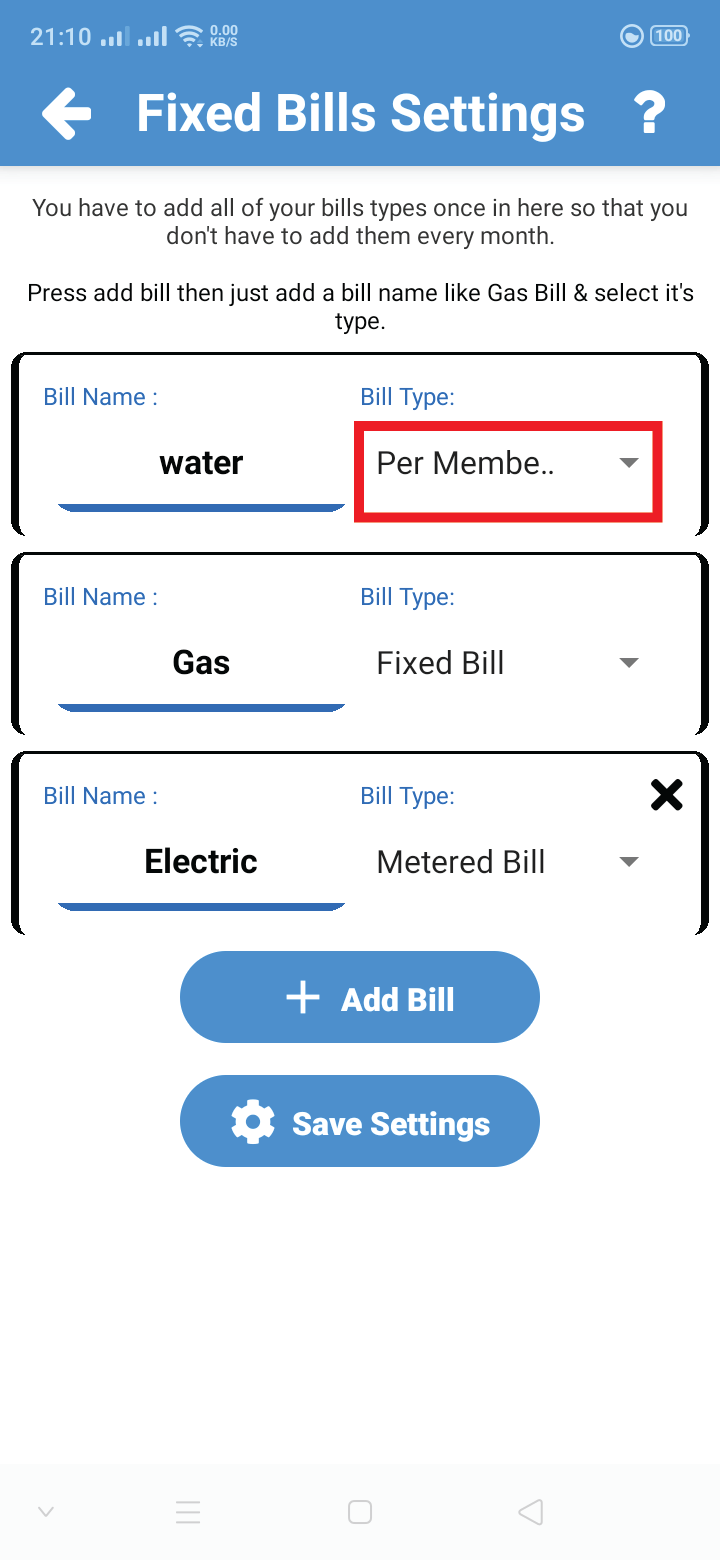 21:10 0.00 KB/S 100
Fixed Bills Settings ?
You have to add all of your bills types once in here so that you
don't have to add them every month.
Press add bill then just add a bill name like Gas Bill & select it's
type.
Bill Name : Bill Type:
water Per Membe..
Bill Name : Bill Type:
Gas Fixed Bill
Bill Name : Bill Type:
Electric Metered Bill
Add Bill
Save Settings